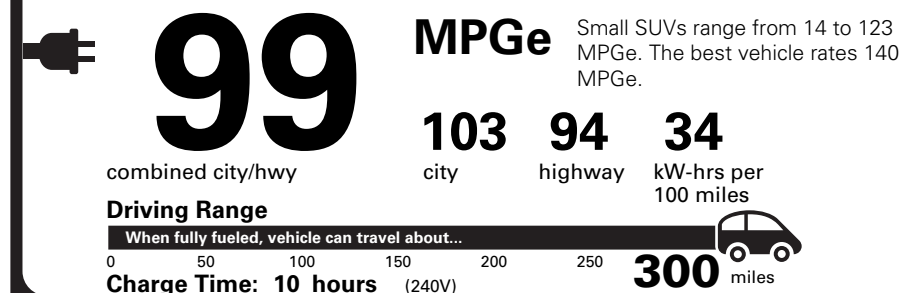 99
MPGe
Small SUVs range from 14 to 123
MPGe. The best vehicle rates 140
MPGe.
combined city/hwy
103
city
94
highway
34
kW-hrs per
100 miles
Driving Range
When fully fueled, vehicle can travel about...
0 50 100 150 200 250 300 miles
Charge Time: 10 hours (240V)